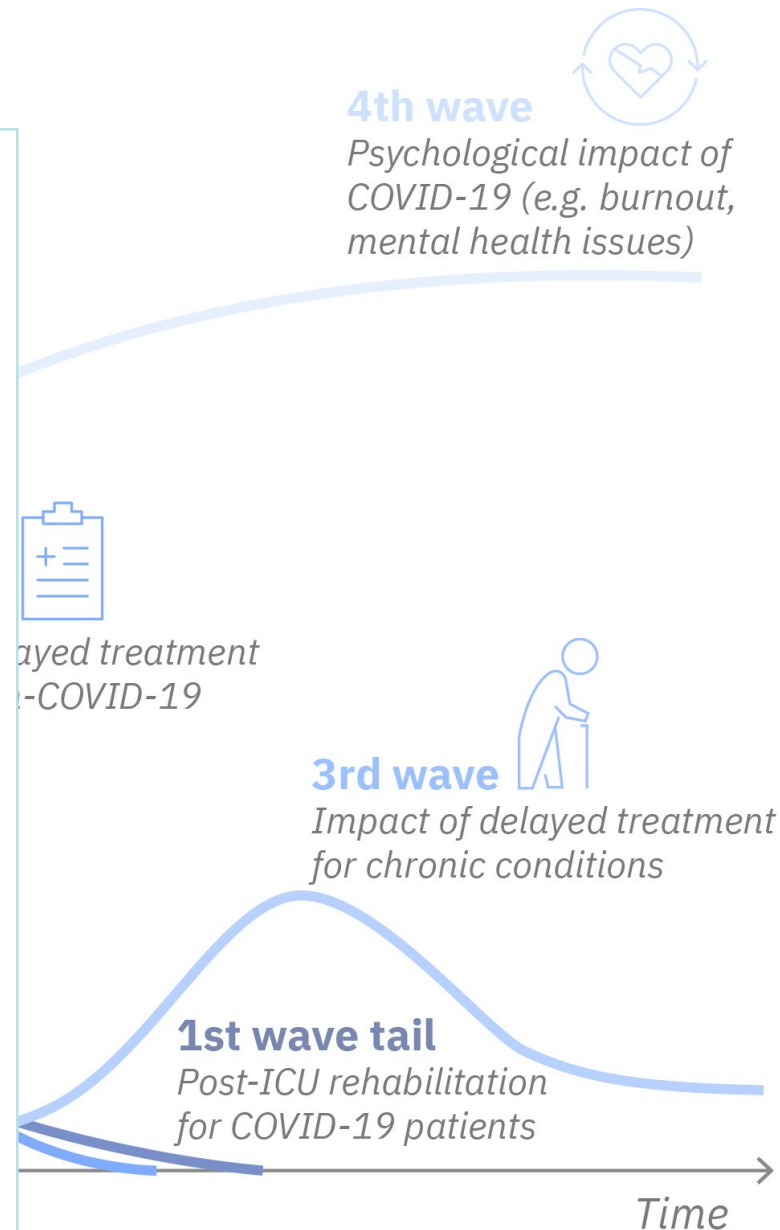 4th wave
Psychological impact of
COVID-19 (e.g. burnout,
mental health issues)
ayed treatment
-COVID-19
3rd wave
Impact of delayed treatment
for chronic conditions
1st wave tail
Post-ICU rehabilitation
for COVID-19 patients
Time